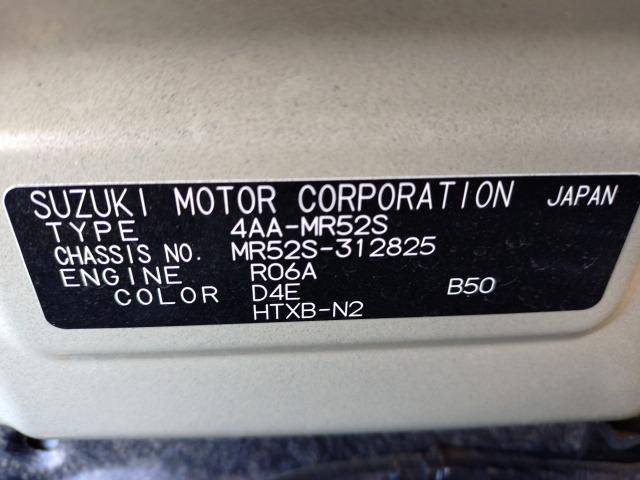 SUZUKI MOTOR CORPORATION JAPAN
TYPE 4AA-MR52S
CHASSIS NO. MR52S-312825
ENGINE R06A
COLOR D4E B50
HTXB-N2